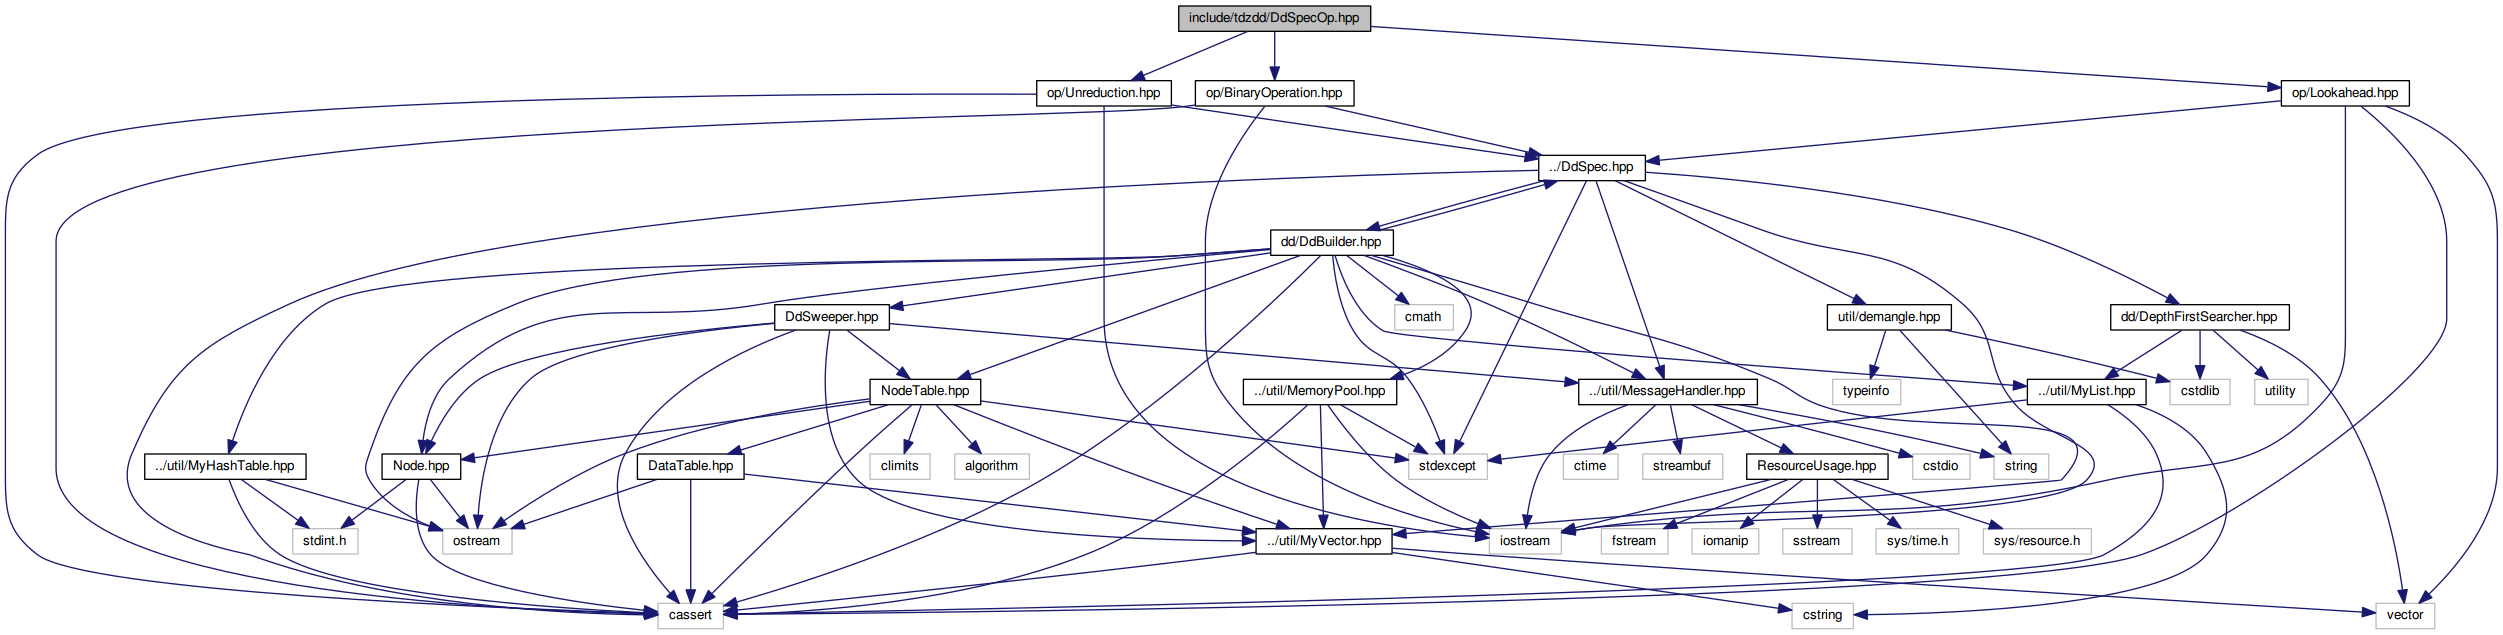 include/tdzdd/DdSpecOp.hpp
op/Unreduction.hpp
op/BinaryOperation.hpp
op/Lookahead.hpp
../DdSpec.hpp
dd/DdBuilder.hpp
DdSweeper.hpp
cmath
util/demangle.hpp
dd/DepthFirstSearcher.hpp
NodeTable.hpp
../util/MemoryPool.hpp
../util/MessageHandler.hpp
typeinfo
../util/MyList.hpp
cstdlib
utility
../util/MyHashTable.hpp
Node.hpp
DataTable.hpp
climits
algorithm
stdexcept
ctime
streambuf
ResourceUsage.hpp
cstdio
string
stdint.h
ostream
../util/MyVector.hpp
iostream
fstream
iomanip
sstream
sys/time.h
sys/resource.h
cassert
cstring
vector